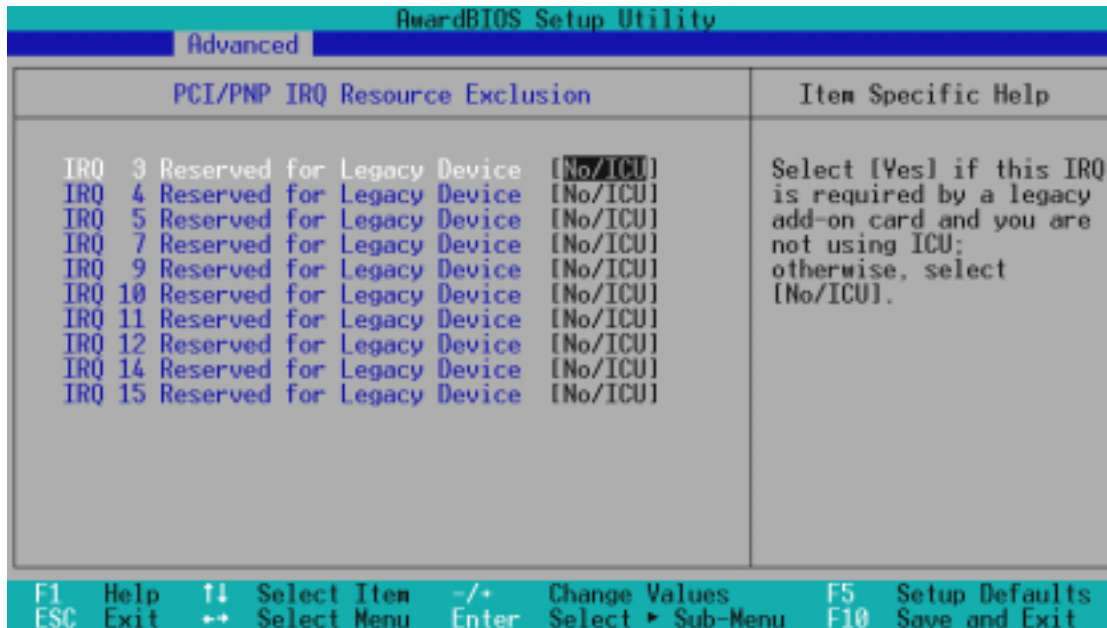 AwardBIOS Setup Utility
Advanced
PCI/PNP IRQ Resource Exclusion
Item Specific Help
IRQ 3 Reserved for Legacy Device [No/ICU]
IRQ 4 Reserved for Legacy Device [No/ICU]
IRQ 5 Reserved for Legacy Device [No/ICU]
IRQ 7 Reserved for Legacy Device [No/ICU]
IRQ 9 Reserved for Legacy Device [No/ICU]
IRQ 10 Reserved for Legacy Device [No/ICU]
IRQ 11 Reserved for Legacy Device [No/ICU]
IRQ 12 Reserved for Legacy Device [No/ICU]
IRQ 14 Reserved for Legacy Device [No/ICU]
IRQ 15 Reserved for Legacy Device [No/ICU]
Select [Yes] if this IRQ
is required by a legacy
add-on card and you are
not using ICU;
otherwise, select
[No/ICU].
F1 Help ↑↓ Select Item -/+ Change Values F5 Setup Defaults
ESC Exit ←→ Select Menu Enter Select ► Sub-Menu F10 Save and Exit